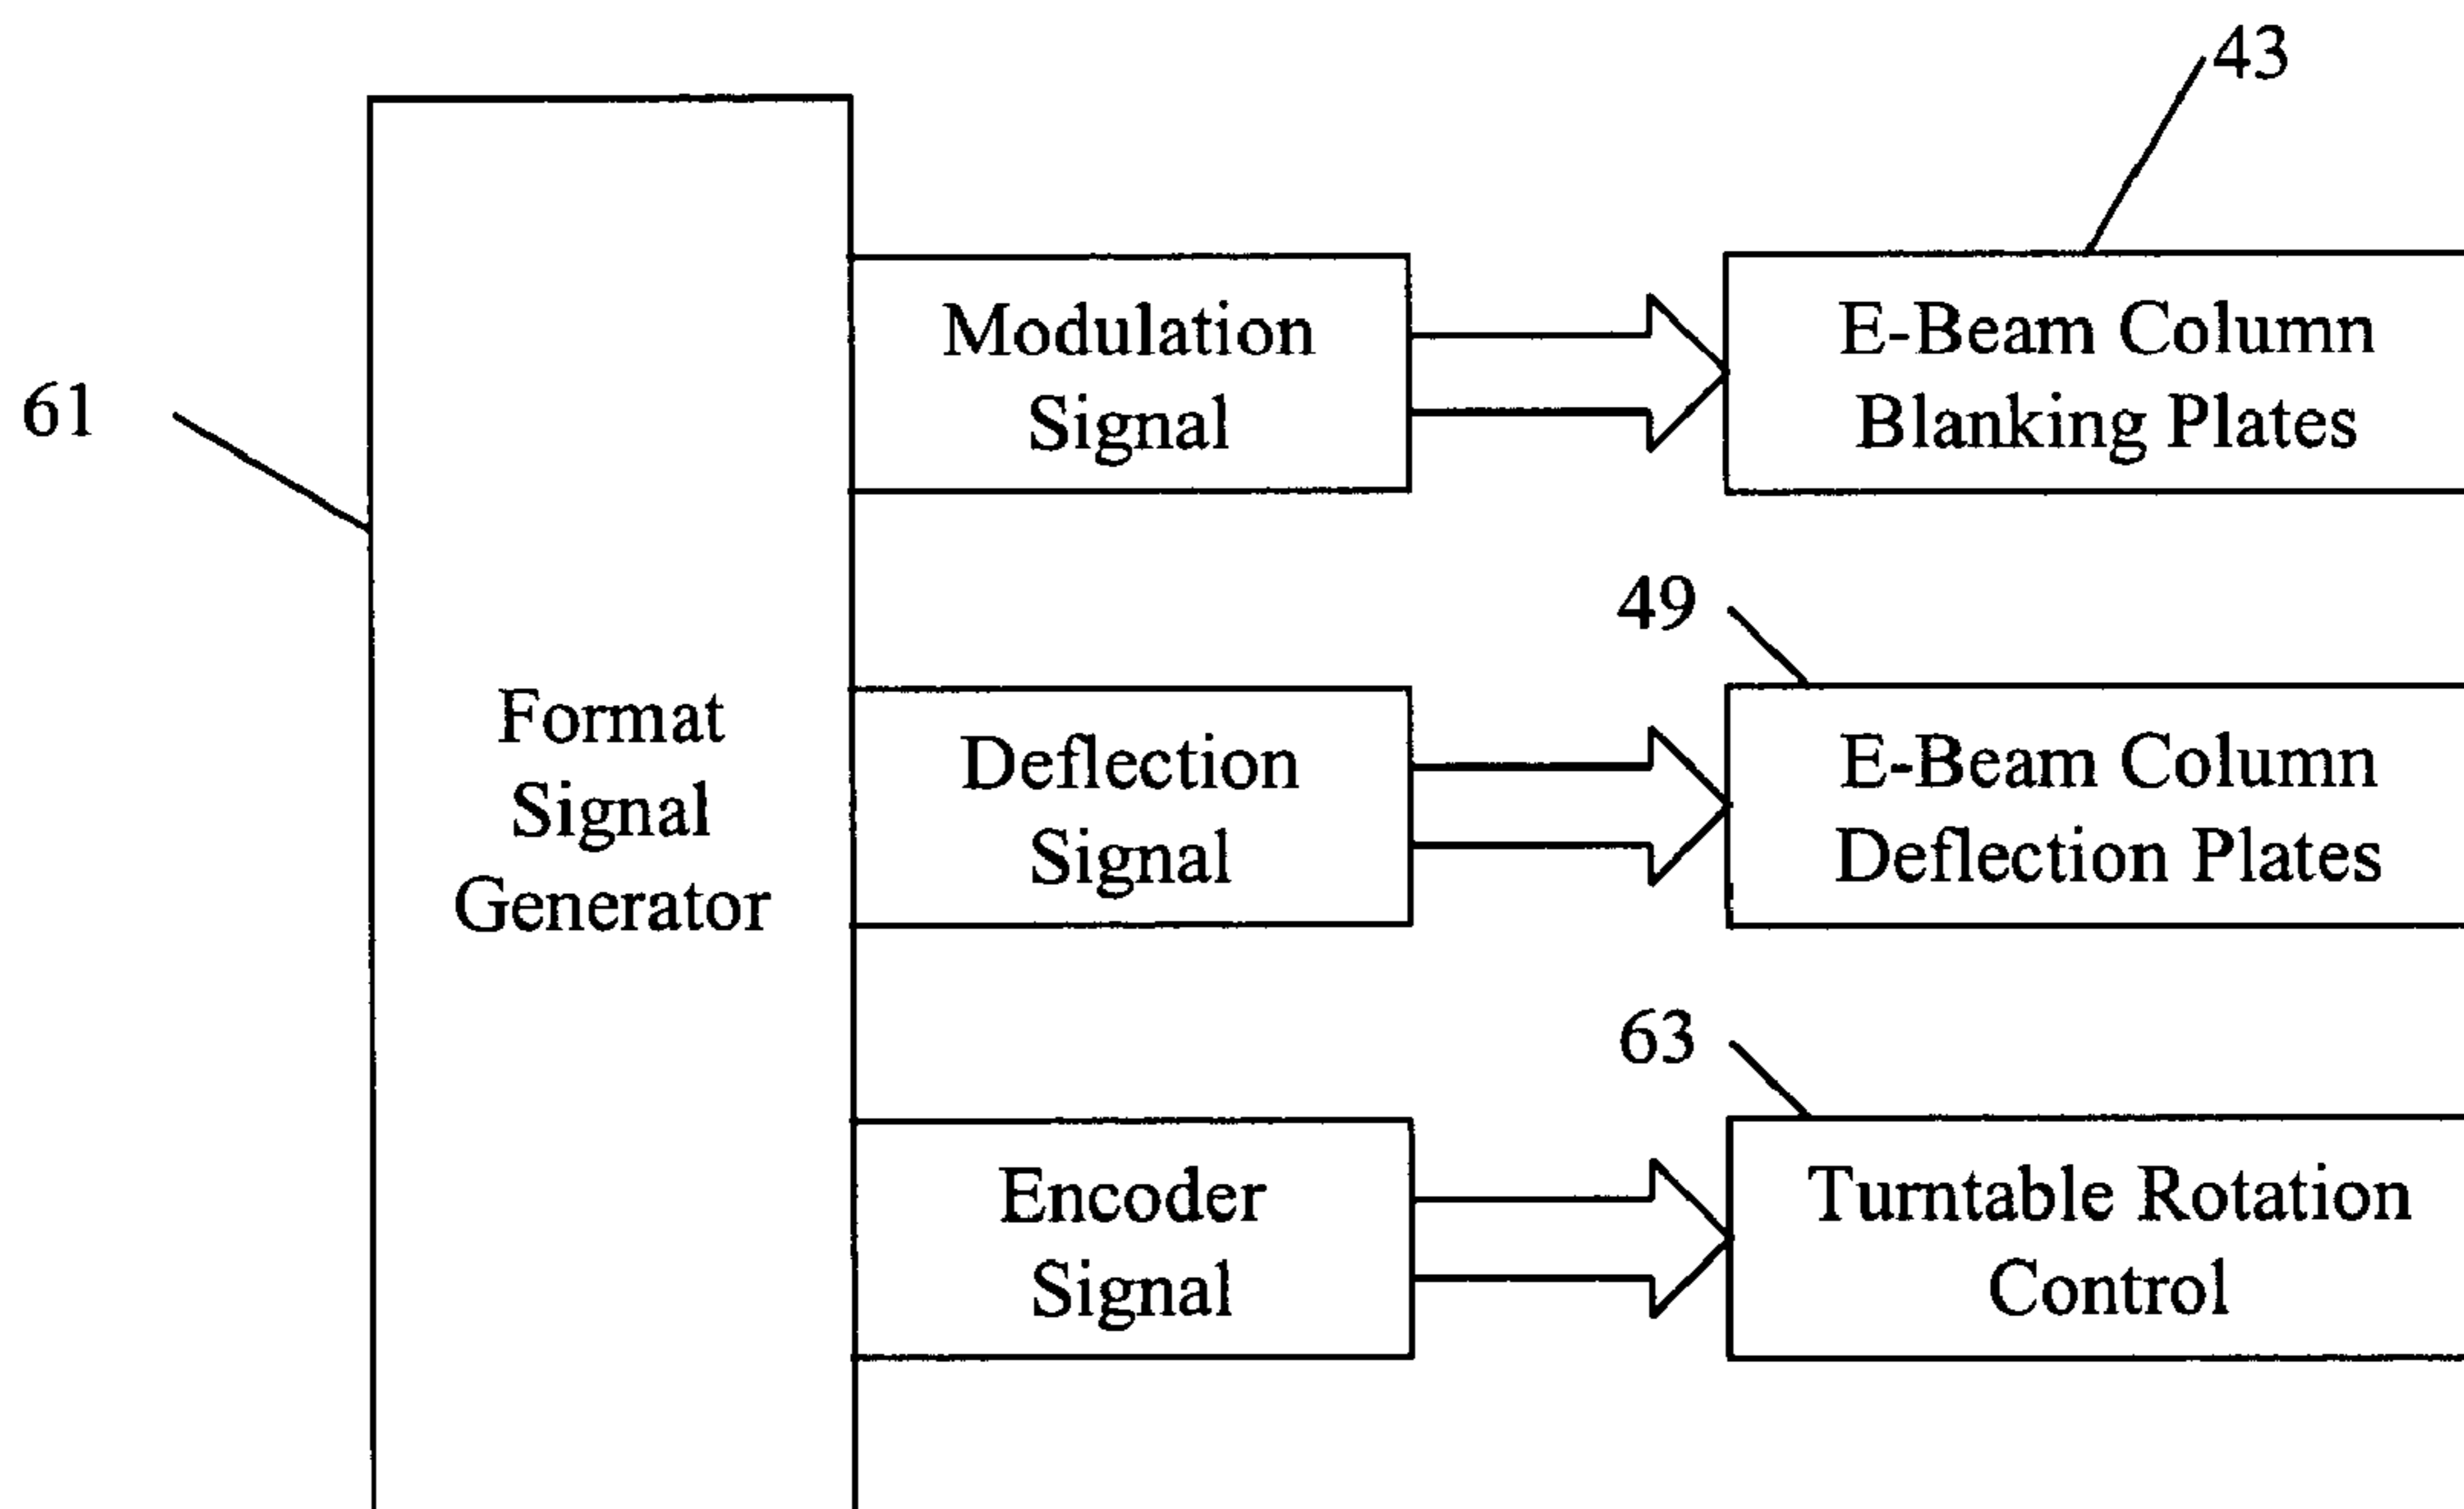 43
61
Modulation
Signal
E-Beam Column
Blanking Plates
49
Format
Signal
Generator
Deflection
Signal
E-Beam Column
Deflection Plates
63
Encoder
Signal
Turntable Rotation
Control